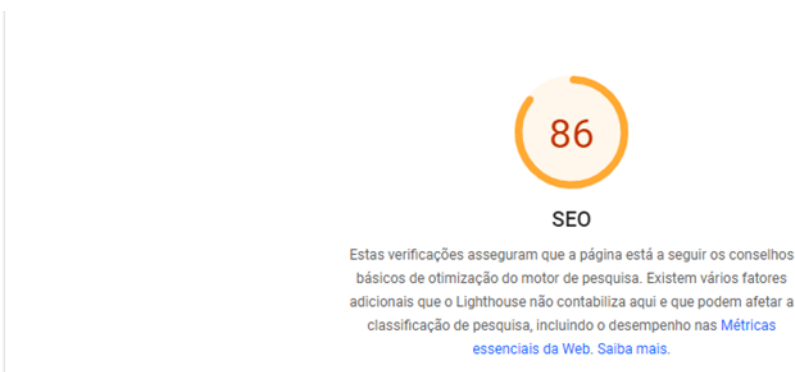 86
SEO
Estas verificações asseguram que a página está a seguir os conselhos
básicos de otimização do motor de pesquisa. Existem vários fatores
adicionais que o Lighthouse não contabiliza aqui e que podem afetar a
classificação de pesquisa, incluindo o desempenho nas Métricas
essenciais da Web. Saiba mais.